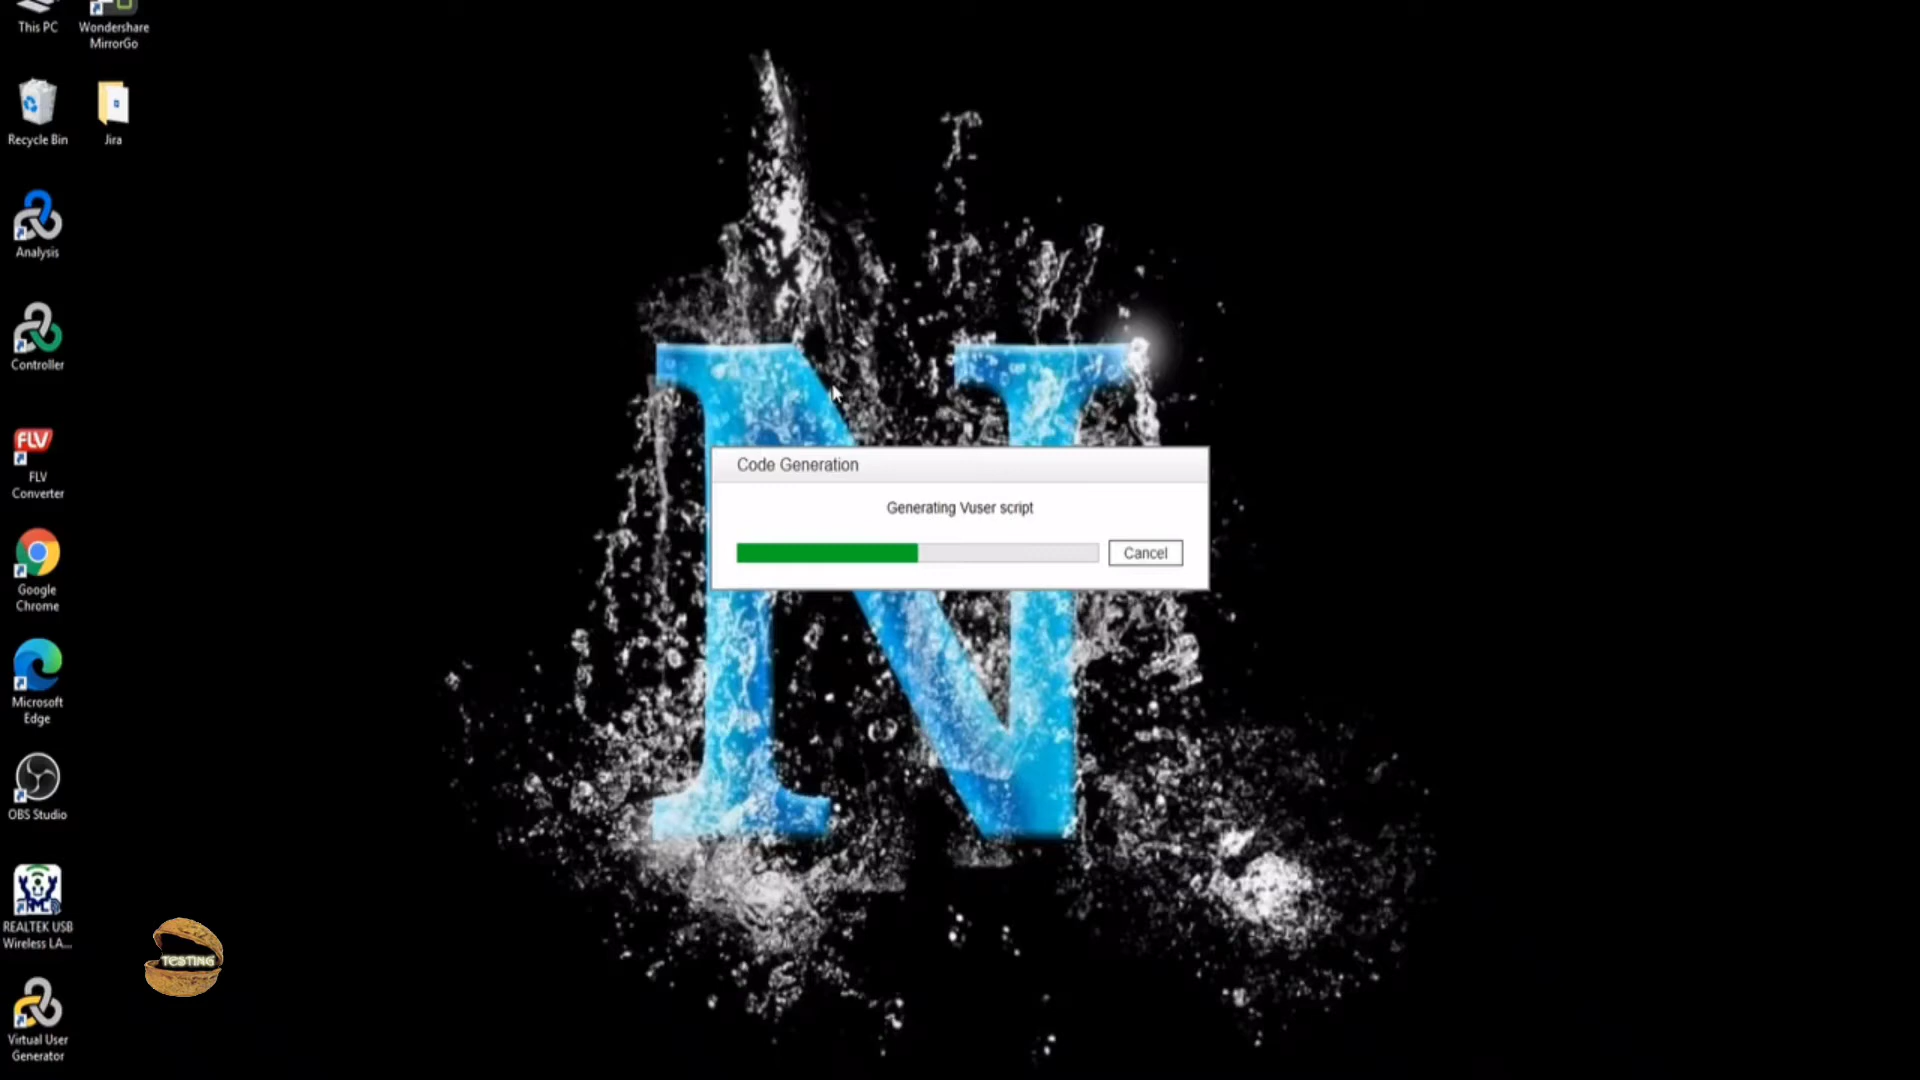 This PC
Wondershare
MirrorGo
Recycle Bin
Jira
Analysis
Controller
FLV
FLV
Converter
Google
Chrome
Microsoft
Edge
OBS Studio
REALTEK USB
Wireless LA...
Virtual User
Generator
TESTING
N
Code Generation
Generating Vuser script
Cancel